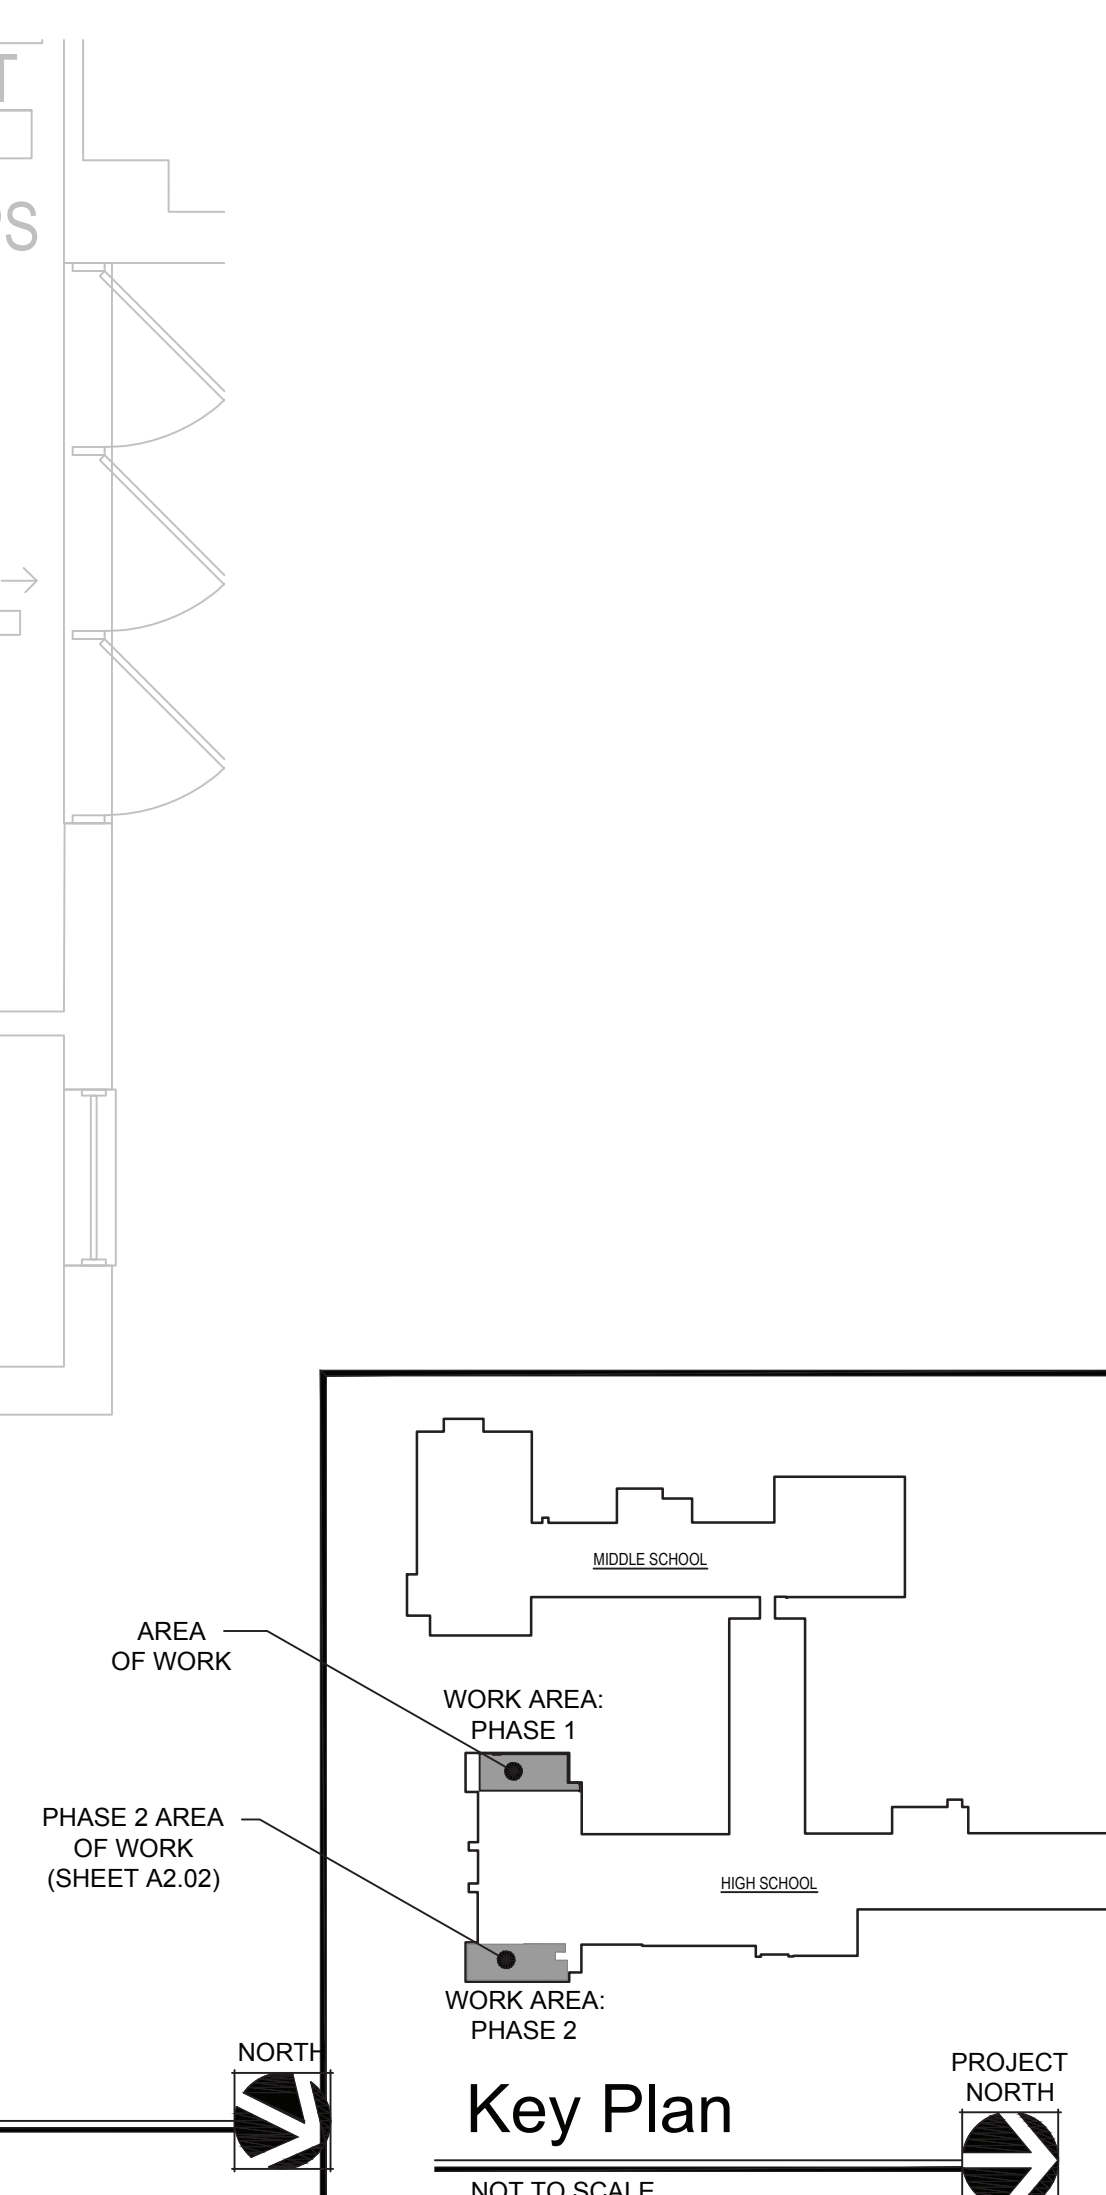 T
MIDDLE SCHOOL
AREA
OF WORK
WORK AREA:
PHASE 1
PHASE 2 AREA
OF WORK
(SHEET A2.02)
HIGH SCHOOL
WORK AREA:
PHASE 2
NORTH
Key Plan
PROJECT
NORTH
NOT TO SCALE